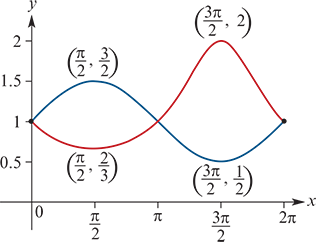 y
(π/2, 3/2)
(3π/2, 2)
2
1.5
1
0.5
(π/2, 2/3)
(3π/2, 1/2)
x
0
π/2
π
3π/2
2π